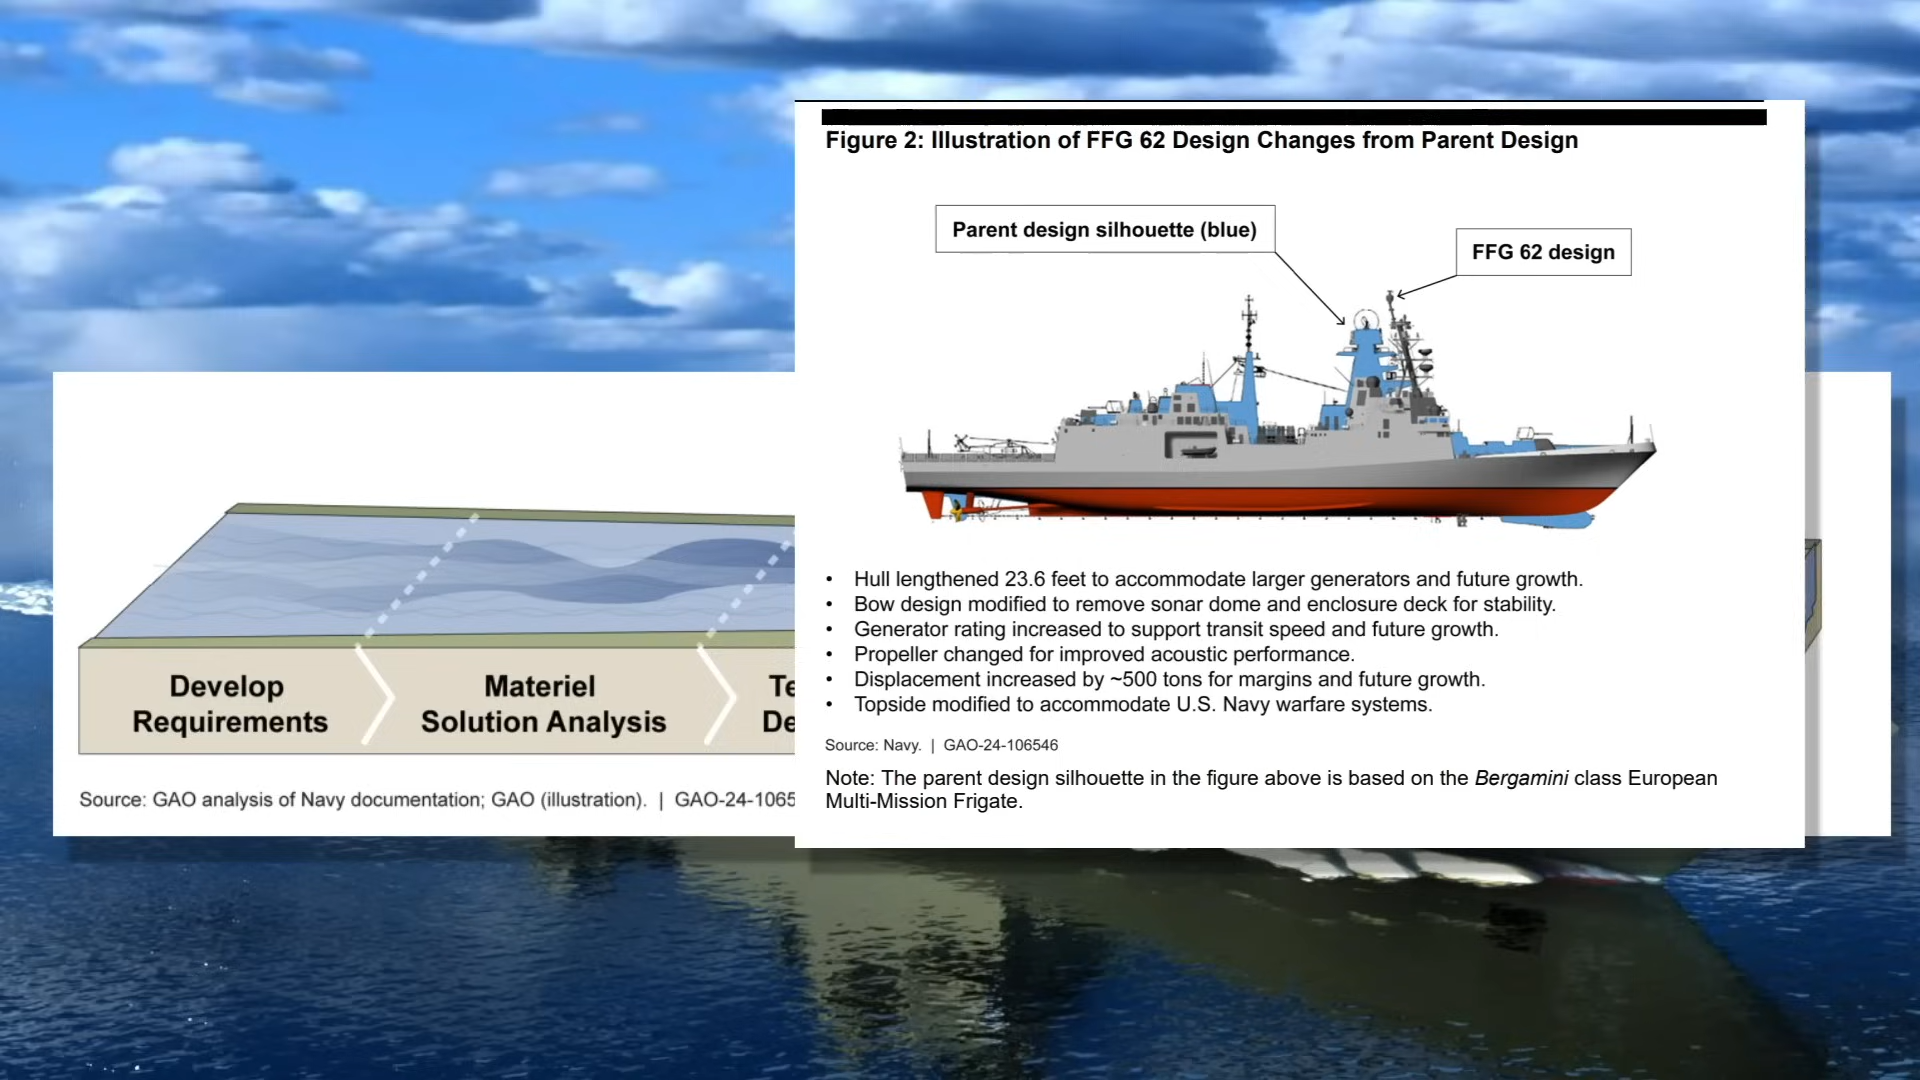 Figure 2: Illustration of FFG 62 Design Changes from Parent Design
Parent design silhouette (blue)
FFG 62 design
• Hull lengthened 23.6 feet to accommodate larger generators and future growth.
• Bow design modified to remove sonar dome and enclosure deck for stability.
• Generator rating increased to support transit speed and future growth.
• Propeller changed for improved acoustic performance.
• Displacement increased by ~500 tons for margins and future growth.
• Topside modified to accommodate U.S. Navy warfare systems.
Source: Navy. | GAO-24-106546
Note: The parent design silhouette in the figure above is based on the Bergamini class European
Multi-Mission Frigate.
Develop
Requirements
Materiel
Solution Analysis
Te
De
Source: GAO analysis of Navy documentation; GAO (illustration). | GAO-24-1065